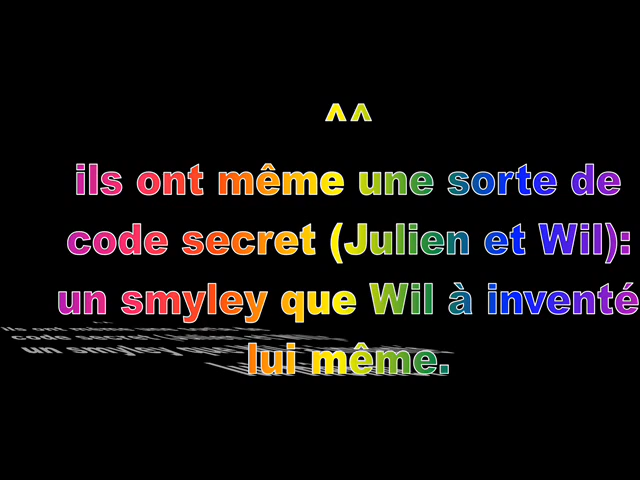 ^^
ils ont même une sorte de
code secret (Julien et Wil):
un smyley que Wil à inventé
lui même.